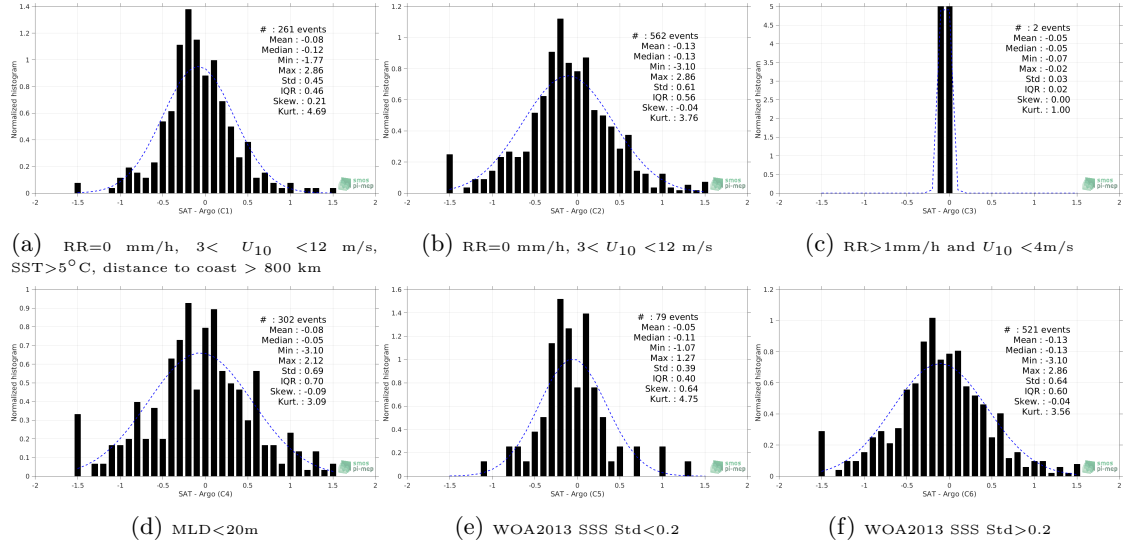 # : 261 events
Mean : -0.08
Median : -0.12
Min : -1.77
Max : 2.86
Std : 0.45
IQR : 0.46
Skew. : 0.21
Kurt. : 4.69
Normalized histogram
0
0.2
0.4
0.6
0.8
1
1.2
1.4
-2
-1.5
-1
-0.5
0
0.5
1
1.5
2
SAT - Argo (C1)
smos
pi-mep
(a) RR=0 mm/h, 3< U10 <12 m/s,
SST>5°C, distance to coast > 800 km
# : 562 events
Mean : -0.13
Median : -0.13
Min : -3.10
Max : 2.86
Std : 0.61
IQR : 0.56
Skew. : -0.04
Kurt. : 3.76
Normalized histogram
0
0.2
0.4
0.6
0.8
1
1.2
-2
-1.5
-1
-0.5
0
0.5
1
1.5
2
SAT - Argo (C2)
smos
pi-mep
(b) RR=0 mm/h, 3< U10 <12 m/s
# : 2 events
Mean : -0.05
Median : -0.05
Min : -0.07
Max : -0.02
Std : 0.03
IQR : 0.02
Skew. : 0.00
Kurt. : 1.00
Normalized histogram
0
0.5
1
1.5
2
2.5
3
3.5
4
4.5
5
-2
-1.5
-1
-0.5
0
0.5
1
1.5
2
SAT - Argo (C3)
smos
pi-mep
(c) RR>1mm/h and U10 <4m/s
# : 302 events
Mean : -0.08
Median : -0.05
Min : -3.10
Max : 2.12
Std : 0.69
IQR : 0.70
Skew. : -0.09
Kurt. : 3.09
Normalized histogram
0
0.1
0.2
0.3
0.4
0.5
0.6
0.7
0.8
0.9
1
-2
-1.5
-1
-0.5
0
0.5
1
1.5
2
SAT - Argo (C4)
smos
pi-mep
(d) MLD<20m
# : 79 events
Mean : -0.05
Median : -0.11
Min : -1.07
Max : 1.27
Std : 0.39
IQR : 0.40
Skew. : 0.64
Kurt. : 4.75
Normalized histogram
0
0.2
0.4
0.6
0.8
1
1.2
1.4
1.6
-2
-1.5
-1
-0.5
0
0.5
1
1.5
2
SAT - Argo (C5)
smos
pi-mep
(e) WOA2013 SSS Std<0.2
# : 521 events
Mean : -0.13
Median : -0.13
Min : -3.10
Max : 2.86
Std : 0.64
IQR : 0.60
Skew. : -0.04
Kurt. : 3.56
Normalized histogram
0
0.2
0.4
0.6
0.8
1
1.2
-2
-1.5
-1
-0.5
0
0.5
1
1.5
2
SAT - Argo (C6)
smos
pi-mep
(f) WOA2013 SSS Std>0.2